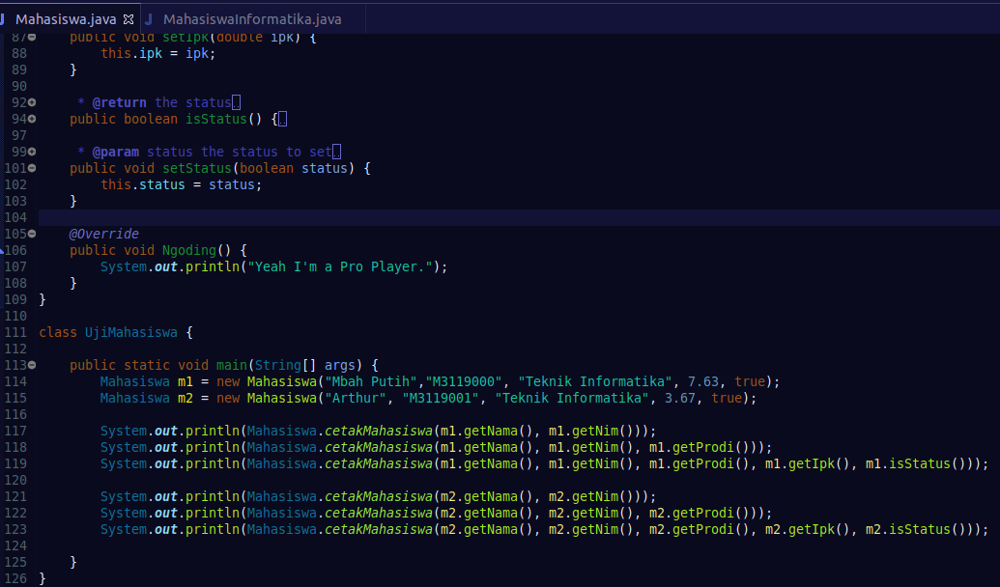 Mahasiswa.java MahasiswaInformatika.java
87 public void setIpk(double ipk) {
88 this.ipk = ipk;
89 }
90
92 * @return the status..
94 public boolean isStatus() {..
97
99 * @param status the status to set..
101 public void setStatus(boolean status) {
102 this.status = status;
103 }
104
105 @Override
106 public void Ngoding() {
107 System.out.println("Yeah I'm a Pro Player.");
108 }
109 }
110
111 class UjiMahasiswa {
112
113 public static void main(String[] args) {
114 Mahasiswa m1 = new Mahasiswa("Mbah Putih","M3119000", "Teknik Informatika", 7.63, true);
115 Mahasiswa m2 = new Mahasiswa("Arthur", "M3119001", "Teknik Informatika", 3.67, true);
116
117 System.out.println(Mahasiswa.cetakMahasiswa(m1.getNama(), m1.getNim()));
118 System.out.println(Mahasiswa.cetakMahasiswa(m1.getNama(), m1.getNim(), m1.getProdi()));
119 System.out.println(Mahasiswa.cetakMahasiswa(m1.getNama(), m1.getNim(), m1.getProdi(), m1.getIpk(), m1.isStatus()));
120
121 System.out.println(Mahasiswa.cetakMahasiswa(m2.getNama(), m2.getNim()));
122 System.out.println(Mahasiswa.cetakMahasiswa(m2.getNama(), m2.getNim(), m2.getProdi()));
123 System.out.println(Mahasiswa.cetakMahasiswa(m2.getNama(), m2.getNim(), m2.getProdi(), m2.getIpk(), m2.isStatus()));
124
125 }
126 }